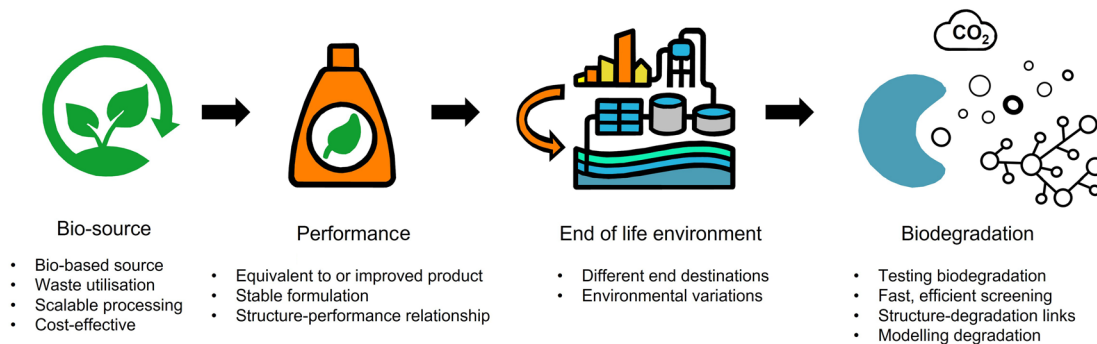 CO2
Bio-source
• Bio-based source
• Waste utilisation
• Scalable processing
• Cost-effective
Performance
• Equivalent to or improved product
• Stable formulation
• Structure-performance relationship
End of life environment
• Different end destinations
• Environmental variations
Biodegradation
• Testing biodegradation
• Fast, efficient screening
• Structure-degradation links
• Modelling degradation